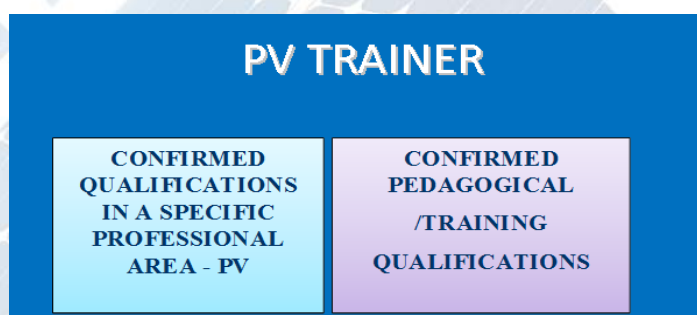 PV TRAINER
CONFIRMED
QUALIFICATIONS
IN A SPECIFIC
PROFESSIONAL
AREA - PV
CONFIRMED
PEDAGOGICAL
/TRAINING
QUALIFICATIONS